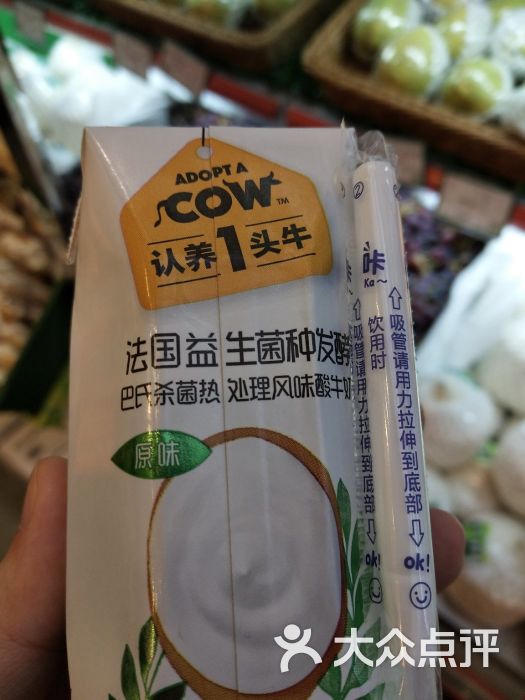 ADOPT A
COW™
认养1头牛
法国益生菌种发酵
巴氏杀菌热处理风味酸牛奶
原味
②
咔
Ka~
饮用时
吸管请用力拉伸到底部
ok!
吸管请用力拉伸到底部
ok!
大众点评